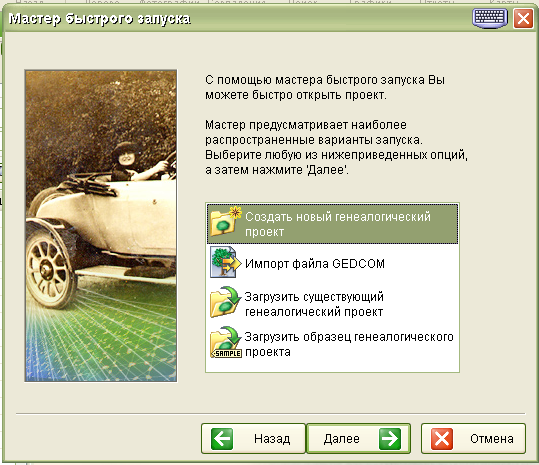 Мастер быстрого запуска
С помощью мастера быстрого запуска Вы
можете быстро открыть проект.
Мастер предусматривает наиболее
распространенные варианты запуска.
Выберите любую из нижеприведенных опций,
а затем нажмите 'Далее'.
Создать новый генеалогический
проект
Импорт файла GEDCOM
Загрузить существующий
генеалогический проект
Загрузить образец генеалогического
проекта
SAMPLE
Назад
Далее
Отмена